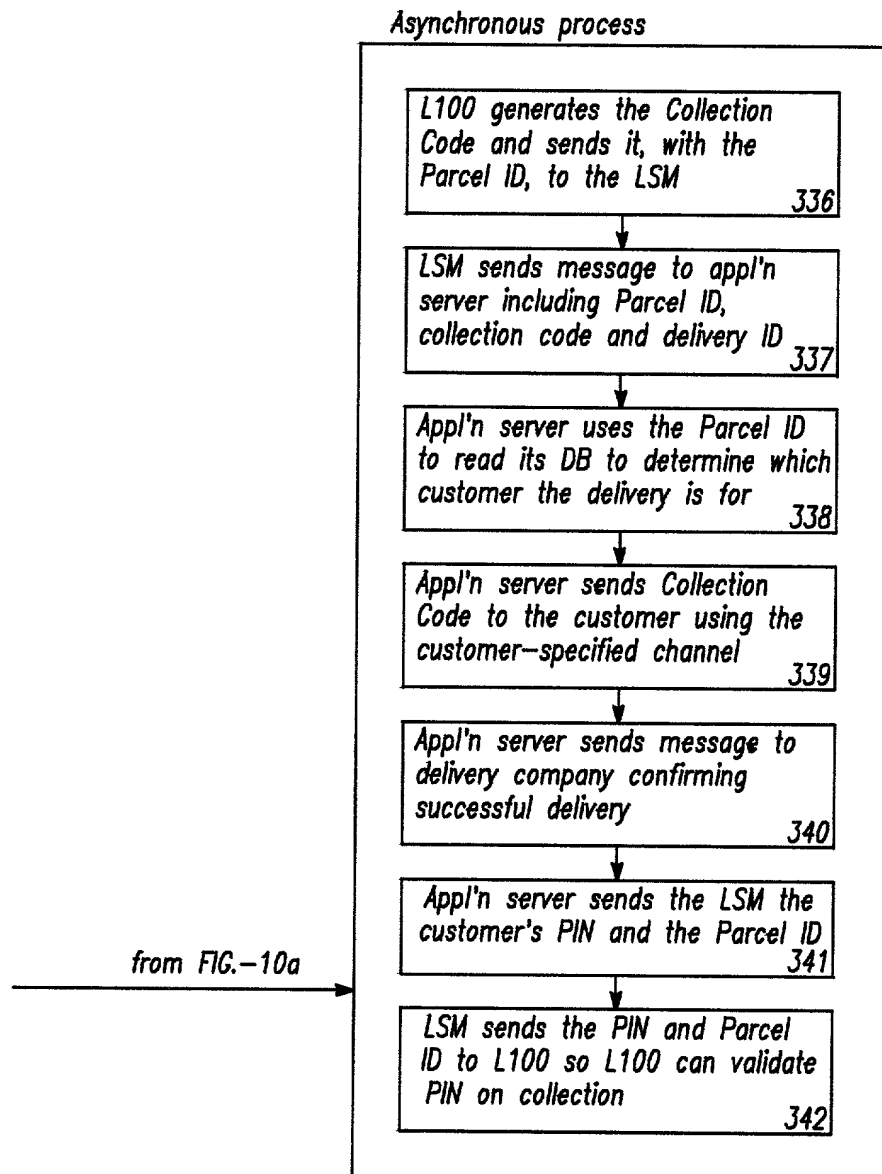 Asynchronous process
L100 generates the Collection
Code and sends it, with the
Parcel ID, to the LSM
336
LSM sends message to appl'n
server including Parcel ID,
collection code and delivery ID
337
Appl'n server uses the Parcel ID
to read its DB to determine which
customer the delivery is for
338
Appl'n server sends Collection
Code to the customer using the
customer-specified channel
339
Appl'n server sends message to
delivery company confirming
successful delivery
340
Appl'n server sends the LSM the
customer's PIN and the Parcel ID
341
from FIG.-10a
LSM sends the PIN and Parcel
ID to L100 so L100 can validate
PIN on collection
342